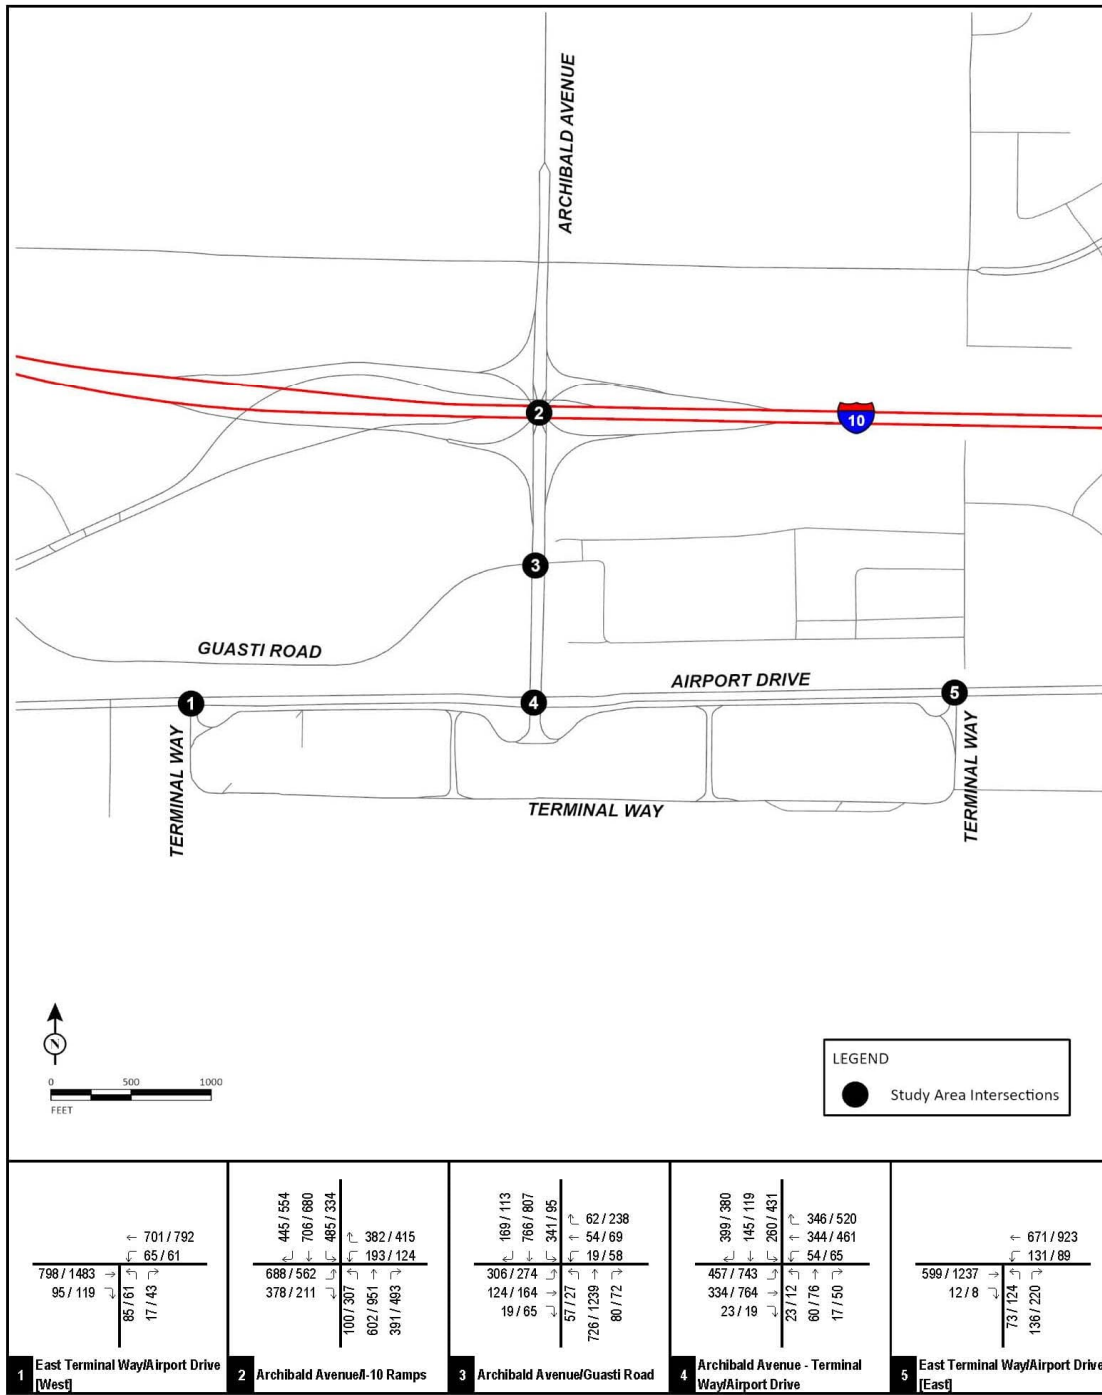 ARCHIBALD AVENUE
2
10
3
GUASTI ROAD
AIRPORT DRIVE
1
4
5
TERMINAL WAY
TERMINAL WAY
TERMINAL WAY
N
0 500 1000
FEET
LEGEND
Study Area Intersections
701 / 792
65 / 61
798 / 1483
95 / 119
85 / 61
17 / 43
1 East Terminal Way/Airport Drive
[West]
445 / 554
706 / 680
485 / 334
382 / 415
193 / 124
688 / 562
378 / 211
100 / 307
602 / 951
391 / 493
2 Archibald Avenue/I-10 Ramps
169 / 113
766 / 807
341 / 95
62 / 238
54 / 69
19 / 58
306 / 274
124 / 164
19 / 65
57 / 27
726 / 1239
80 / 72
3 Archibald Avenue/Guasti Road
399 / 380
145 / 119
260 / 431
346 / 520
344 / 461
54 / 65
457 / 743
334 / 764
23 / 19
23 / 12
60 / 76
17 / 50
4 Archibald Avenue - Terminal
Way/Airport Drive
671 / 923
131 / 89
599 / 1237
12 / 8
73 / 124
136 / 220
5 East Terminal Way/Airport Drive
[East]